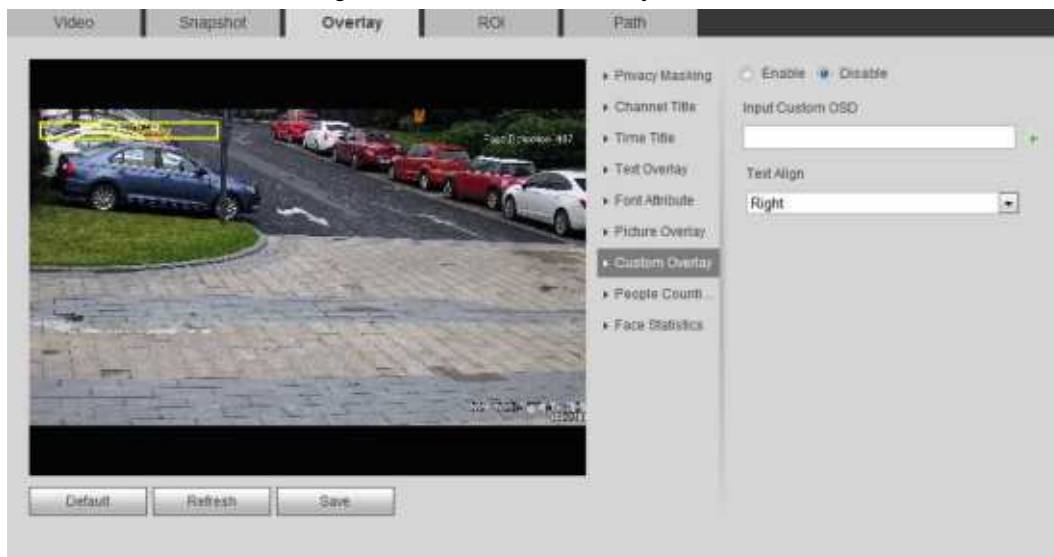 Video
Snapshot
Overlay
ROI
Path
Privacy Masking
Channel Title
Time Title
Text Overlay
Font Attribute
Picture Overlay
Custom Overlay
People Counti...
Face Statistics
Enable
Disable
Input Custom OSD
+
Text Align
Right
Default
Refresh
Save